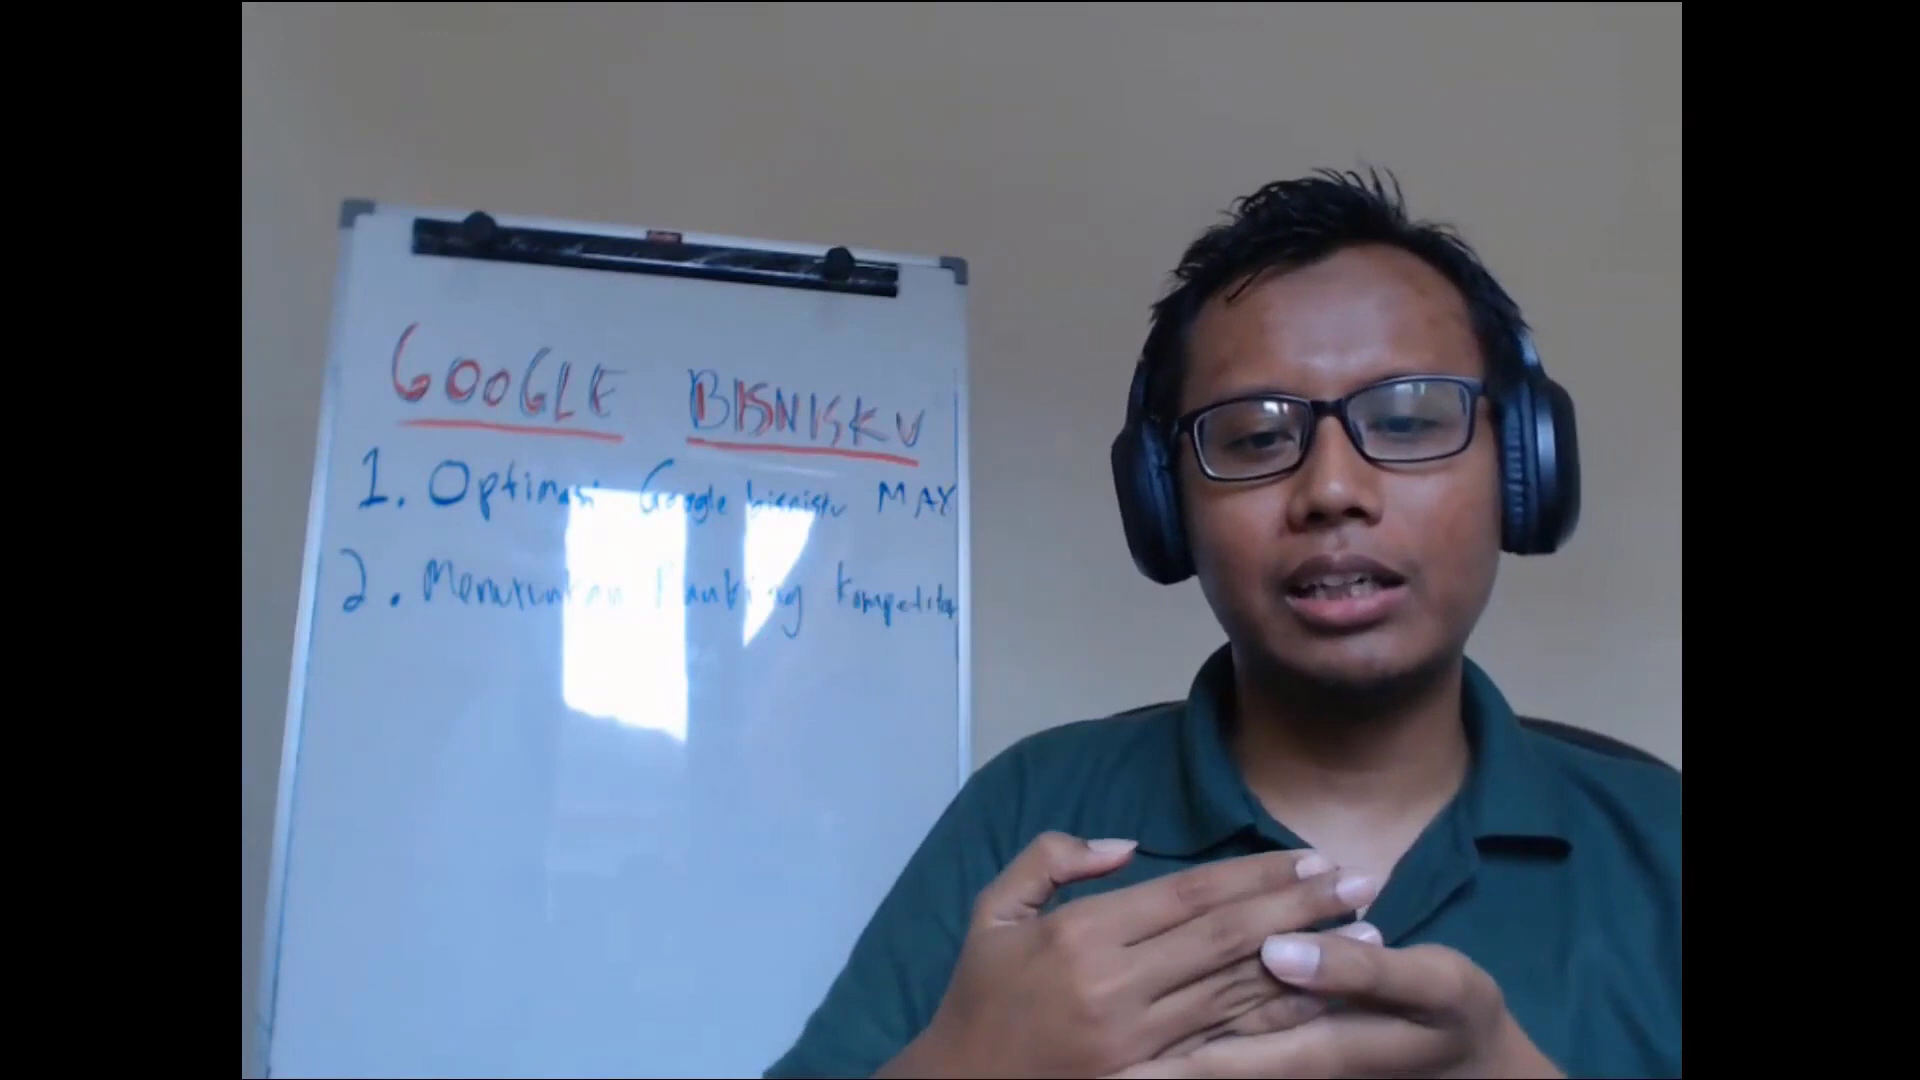 GOOGLE BISNISKU
1. Optimasi Google bisnisku MAX
2. Menurunkan Ranking Kompetitor